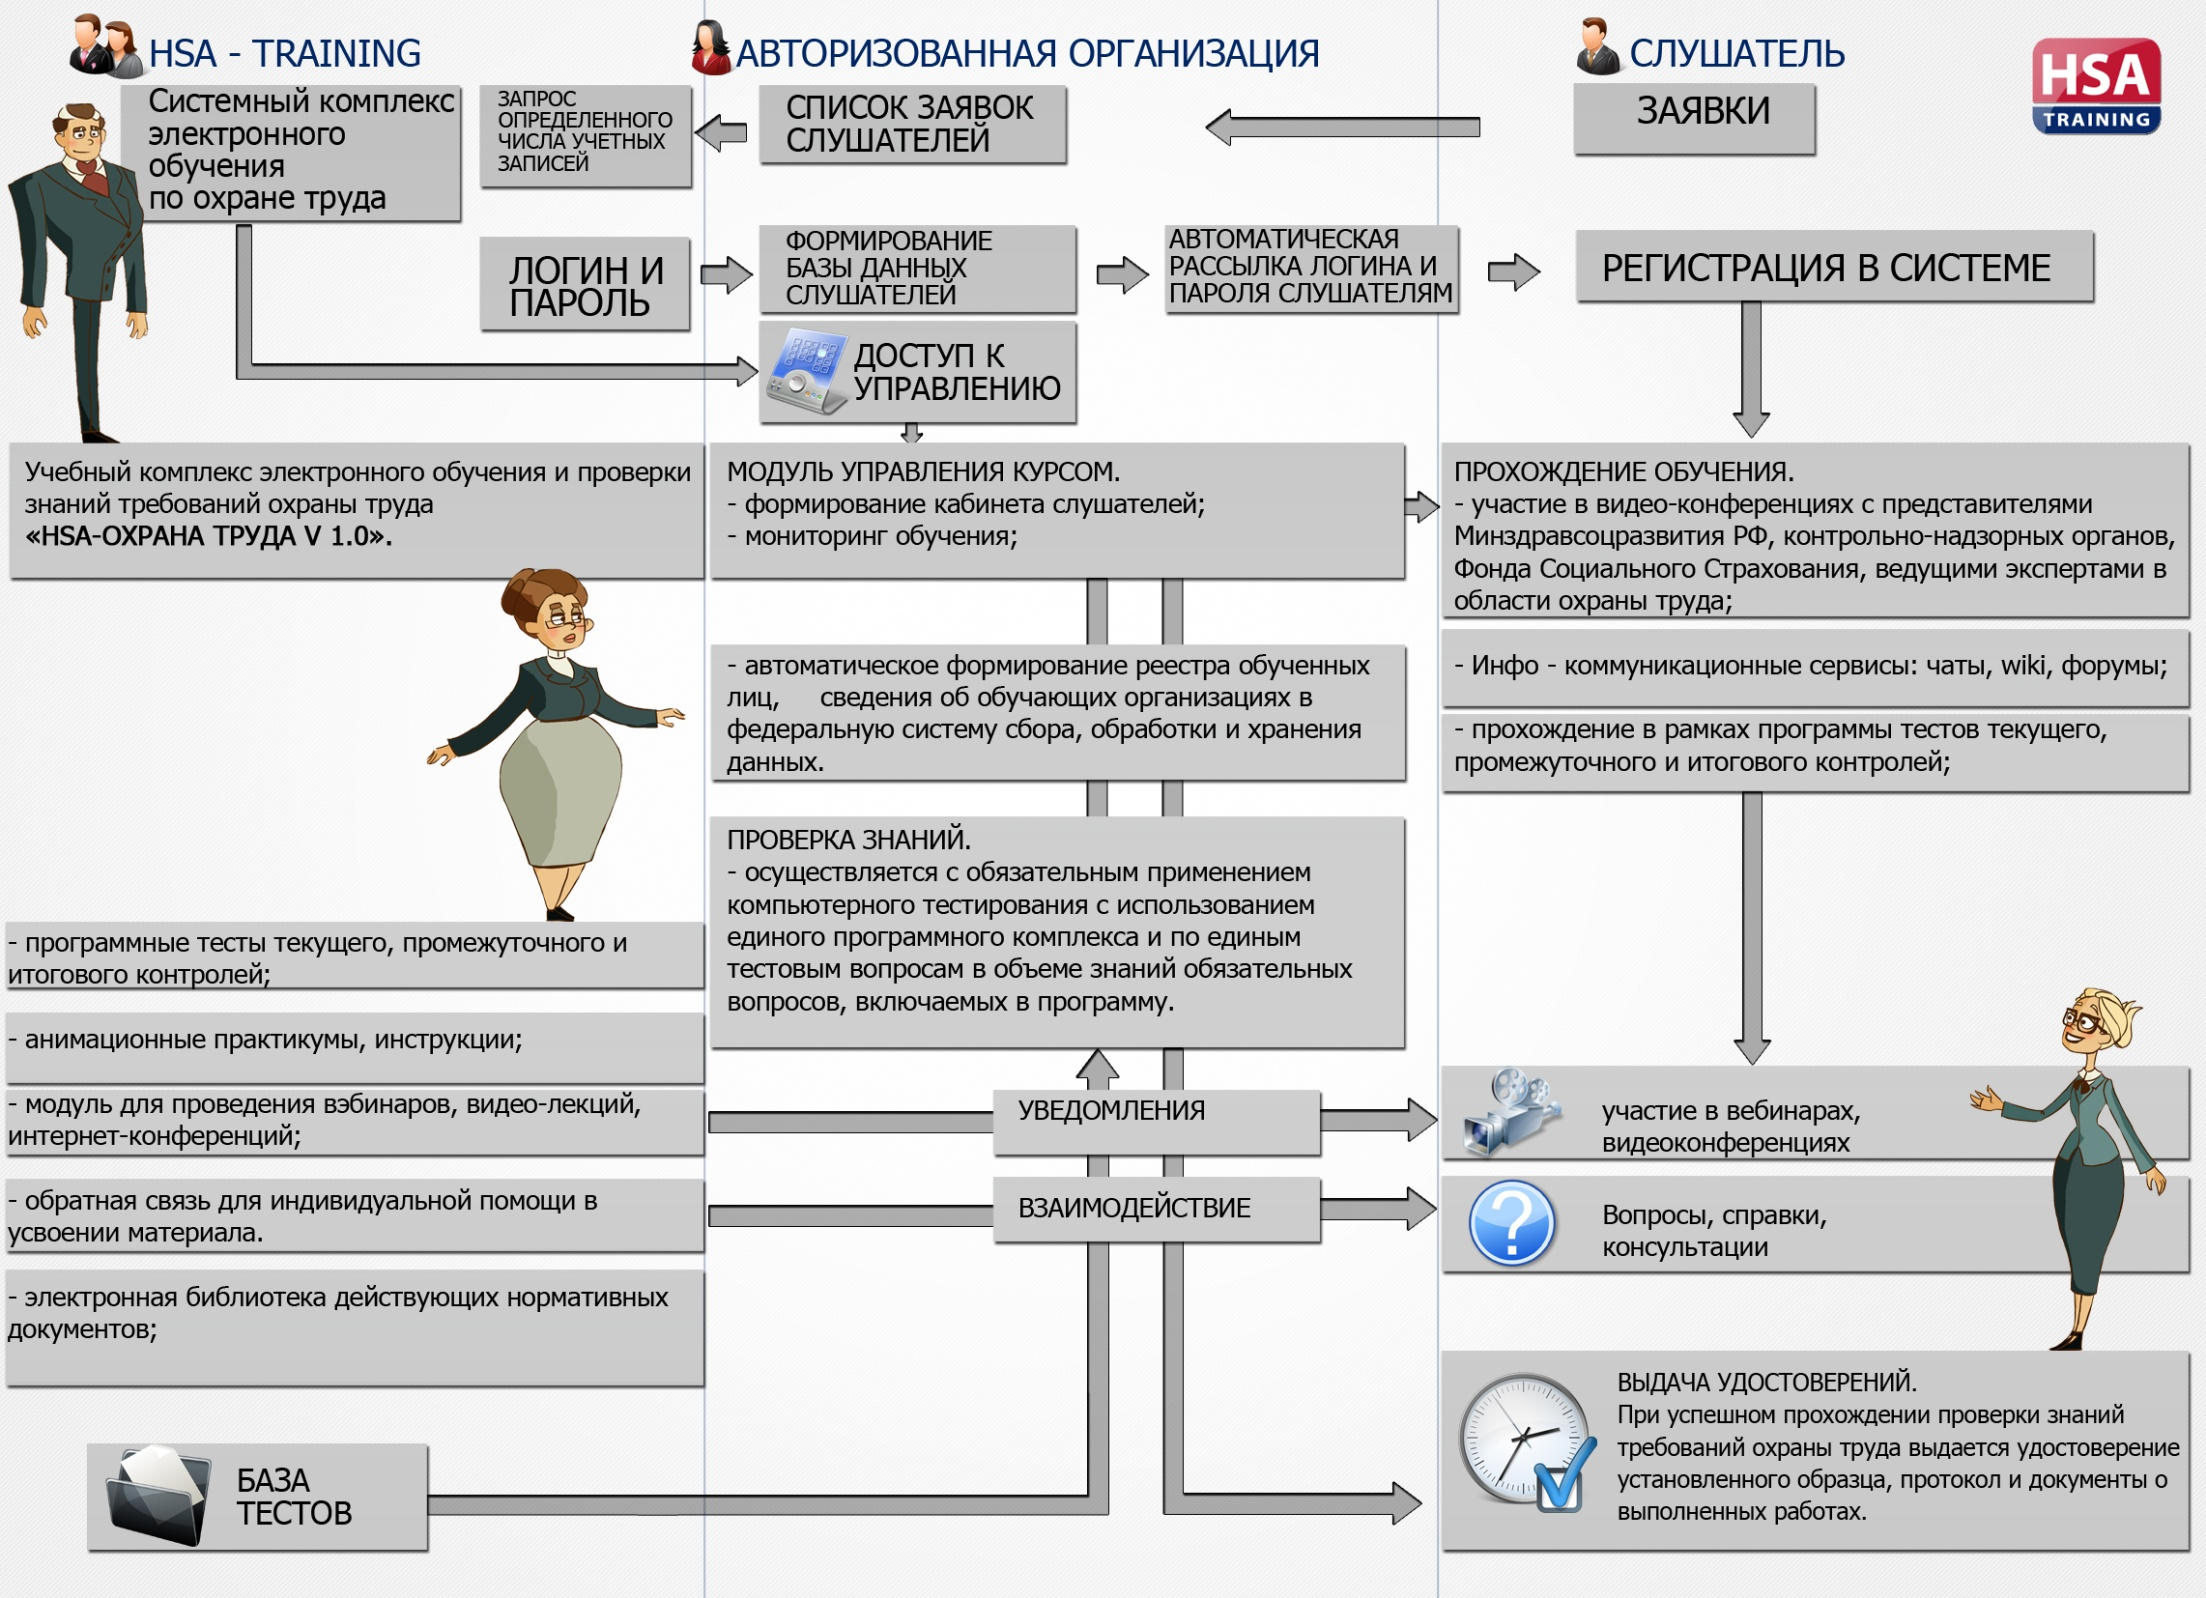 HSA - TRAINING
АВТОРИЗОВАННАЯ ОРГАНИЗАЦИЯ
СЛУШАТЕЛЬ
HSA
TRAINING
Системный комплекс
электронного
обучения
по охране труда
ЗАПРОС
ОПРЕДЕЛЕННОГО
ЧИСЛА УЧЕТНЫХ
ЗАПИСЕЙ
СПИСОК ЗАЯВОК
СЛУШАТЕЛЕЙ
ЗАЯВКИ
ЛОГИН И
ПАРОЛЬ
ФОРМИРОВАНИЕ
БАЗЫ ДАННЫХ
СЛУШАТЕЛЕЙ
АВТОМАТИЧЕСКАЯ
РАССЫЛКА ЛОГИНА И
ПАРОЛЯ СЛУШАТЕЛЯМ
РЕГИСТРАЦИЯ В СИСТЕМЕ
ДОСТУП К
УПРАВЛЕНИЮ
Учебный комплекс электронного обучения и проверки
знаний требований охраны труда
«HSA-ОХРАНА ТРУДА V 1.0».
МОДУЛЬ УПРАВЛЕНИЯ КУРСОМ.
- формирование кабинета слушателей;
- мониторинг обучения;
ПРОХОЖДЕНИЕ ОБУЧЕНИЯ.
- участие в видео-конференциях с представителями
Минздравсоцразвития РФ, контрольно-надзорных органов,
Фонда Социального Страхования, ведущими экспертами в
области охраны труда;
- автоматическое формирование реестра обученных
лиц, сведения об обучающих организациях в
федеральную систему сбора, обработки и хранения
данных.
- Инфо - коммуникационные сервисы: чаты, wiki, форумы;
- прохождение в рамках программы тестов текущего,
промежуточного и итогового контролей;
ПРОВЕРКА ЗНАНИЙ.
- осуществляется с обязательным применением
компьютерного тестирования с использованием
единого программного комплекса и по единым
тестовым вопросам в объеме знаний обязательных
вопросов, включаемых в программу.
- программные тесты текущего, промежуточного и
итогового контролей;
- анимационные практикумы, инструкции;
- модуль для проведения вэбинаров, видео-лекций,
интернет-конференций;
УВЕДОМЛЕНИЯ
участие в вебинарах,
видеоконференциях
- обратная связь для индивидуальной помощи в
усвоении материала.
ВЗАИМОДЕЙСТВИЕ
?
Вопросы, справки,
консультации
- электронная библиотека действующих нормативных
документов;
БАЗА
ТЕСТОВ
ВЫДАЧА УДОСТОВЕРЕНИЙ.
При успешном прохождении проверки знаний
требований охраны труда выдается удостоверение
установленного образца, протокол и документы о
выполненных работах.